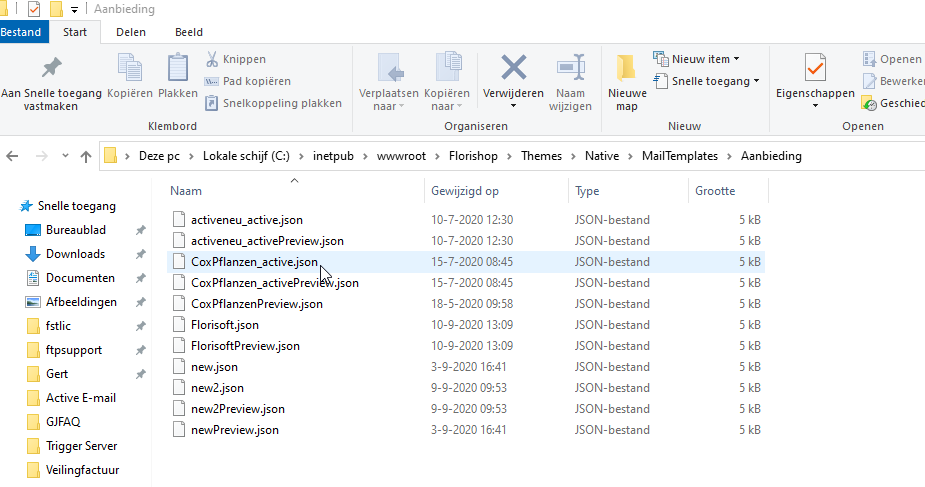 Aanbieding
Bestand Start Delen Beeld
Aan Snelle toegang vastmaken
Kopiëren
Plakken
Knippen
Pad kopiëren
Snelkoppeling plakken
Klembord
Verplaatsen naar
Kopiëren naar
Verwijderen
Naam wijzigen
Organiseren
Nieuwe map
Nieuw item
Snelle toegang
Nieuw
Eigenschappen
Openen
Bewerke
Geschied
Openen
Deze pc > Lokale schijf (C:) > inetpub > wwwroot > Florishop > Themes > Native > MailTemplates > Aanbieding
Snelle toegang
Bureaublad
Downloads
Documenten
Afbeeldingen
fstlic
ftpsupport
Gert
Active E-mail
GJFAQ
Trigger Server
Veilingfactuur
Naam Gewijzigd op Type Grootte
activeneu_active.json 10-7-2020 12:30 JSON-bestand 5 kB
activeneu_activePreview.json 10-7-2020 12:30 JSON-bestand 5 kB
CoxPflanzen_active.json 15-7-2020 08:45 JSON-bestand 5 kB
CoxPflanzen_activePreview.json 15-7-2020 08:45 JSON-bestand 5 kB
CoxPflanzenPreview.json 18-5-2020 09:58 JSON-bestand 5 kB
Florisoft.json 10-9-2020 13:09 JSON-bestand 5 kB
FlorisoftPreview.json 10-9-2020 13:09 JSON-bestand 5 kB
new.json 3-9-2020 16:41 JSON-bestand 5 kB
new2.json 9-9-2020 09:53 JSON-bestand 5 kB
new2Preview.json 9-9-2020 09:53 JSON-bestand 5 kB
newPreview.json 3-9-2020 16:41 JSON-bestand 5 kB